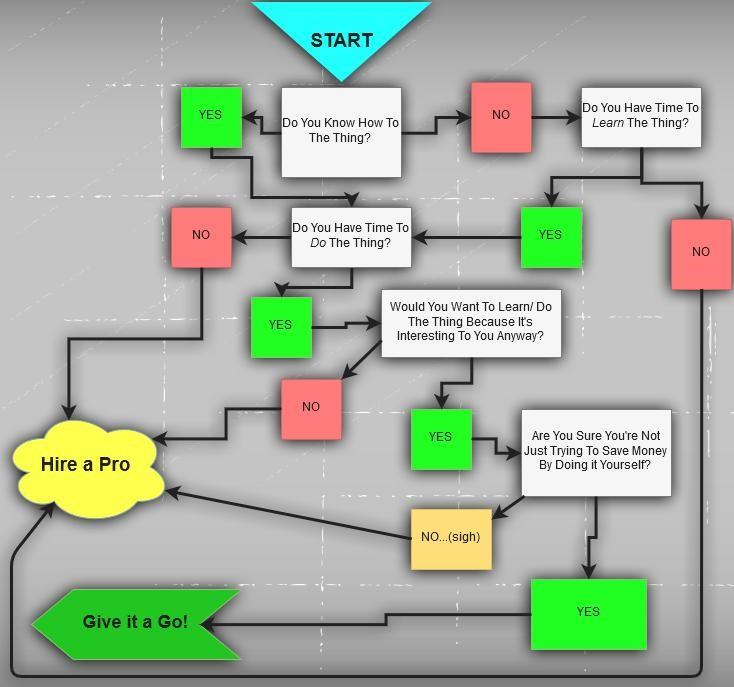 START
YES
Do You Know How To
The Thing?
NO
Do You Have Time To
Learn The Thing?
NO
Do You Have Time To
Do The Thing?
YES
NO
YES
Would You Want To Learn/ Do
The Thing Because It's
Interesting To You Anyway?
NO
YES
Are You Sure You're Not
Just Trying To Save Money
By Doing it Yourself?
Hire a Pro
NO...(sigh)
Give it a Go!
YES